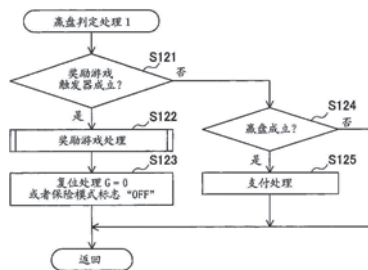 赢盘判定处理1
S121
奖励游戏
触发器成立?
否
是
S122
奖励游戏处理
S123
复位处理 G=0
或者保险模式标志 “OFF”
S124
赢盘成立?
否
是
S125
支付处理
返回